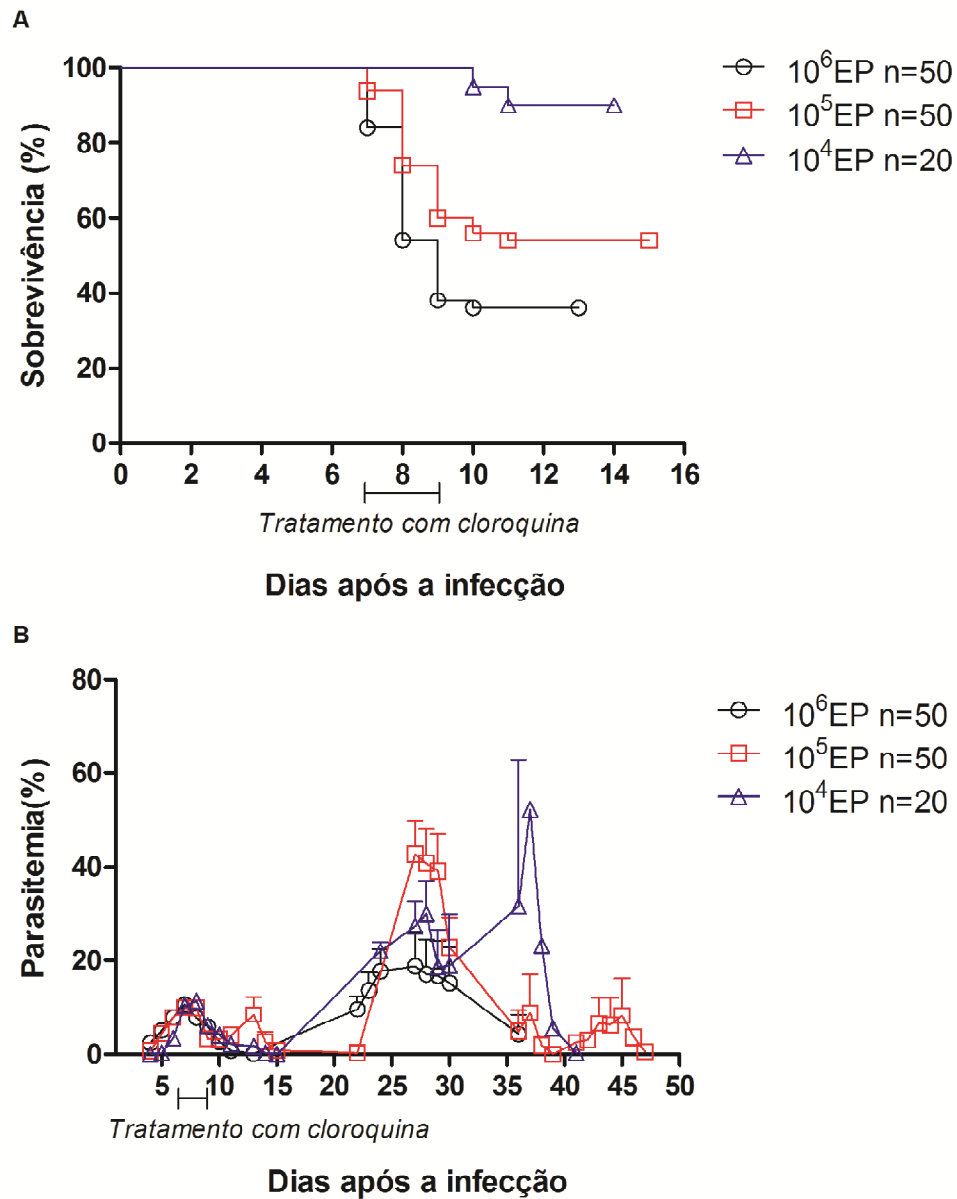 A
100
80
60
40
20
0
Sobrevivência (%)
10⁶EP n=50
10⁵EP n=50
10⁴EP n=20
0 2 4 6 8 10 12 14 16
Tratamento com cloroquina
Dias após a infecção
B
80
60
40
20
0
Parasitemia(%)
10⁶EP n=50
10⁵EP n=50
10⁴EP n=20
5 10 15 20 25 30 35 40 45 50
Tratamento com cloroquina
Dias após a infecção